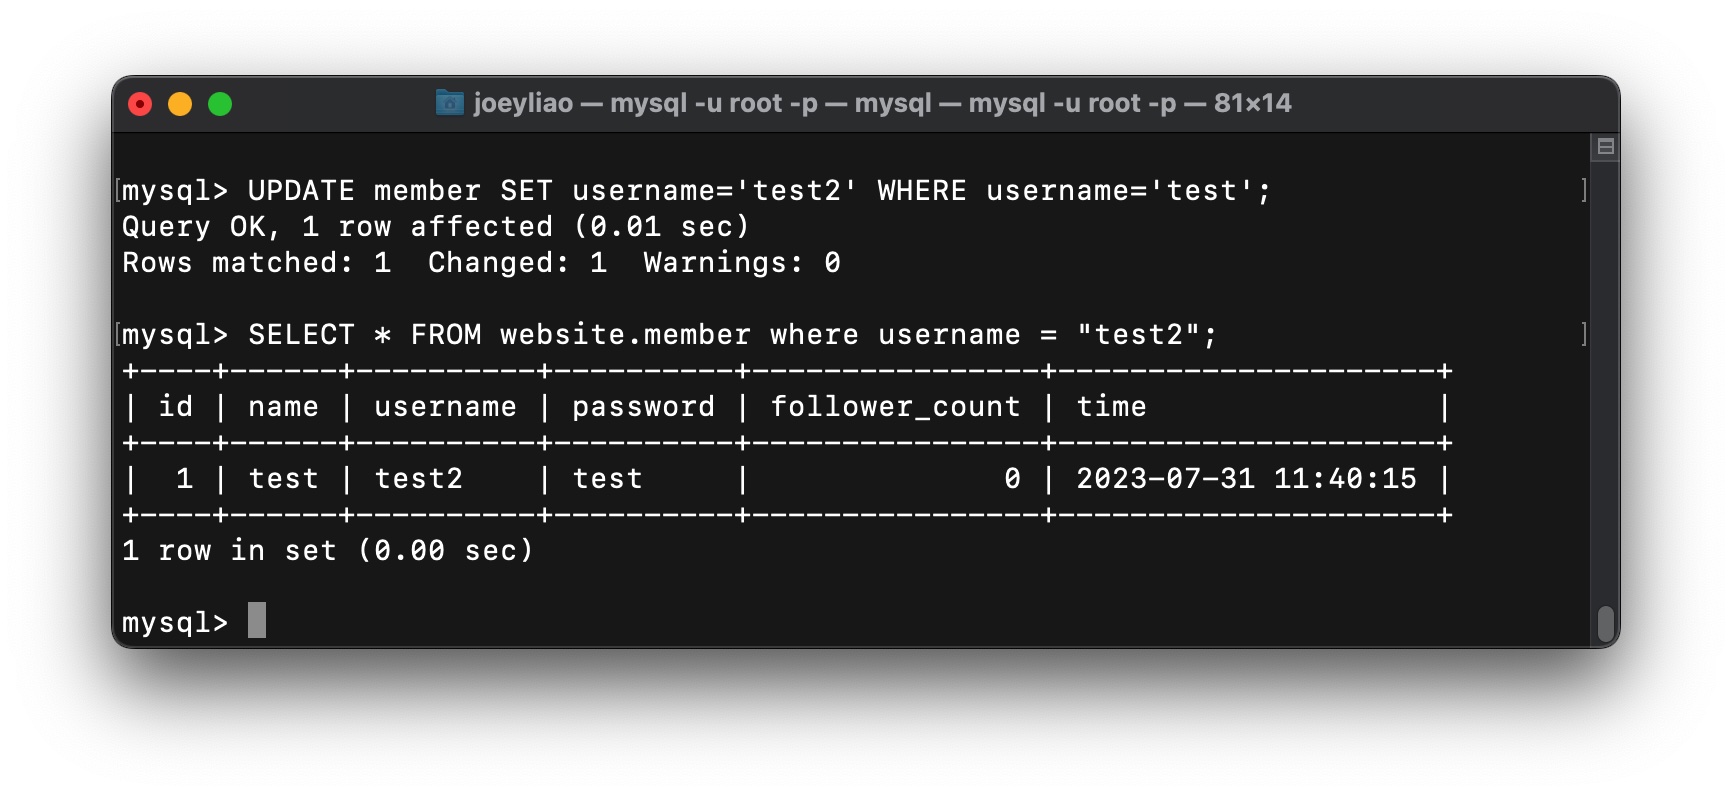 joeyliao — mysql -u root -p — mysql — mysql -u root -p — 81×14
mysql> UPDATE member SET username='test2' WHERE username='test';
Query OK, 1 row affected (0.01 sec)
Rows matched: 1  Changed: 1  Warnings: 0
mysql> SELECT * FROM website.member where username = "test2";
+----+------+----------+----------+----------------+---------------------+
| id | name | username | password | follower_count | time                |
+----+------+----------+----------+----------------+---------------------+
|  1 | test | test2    | test     |              0 | 2023-07-31 11:40:15 |
+----+------+----------+----------+----------------+---------------------+
1 row in set (0.00 sec)
mysql>